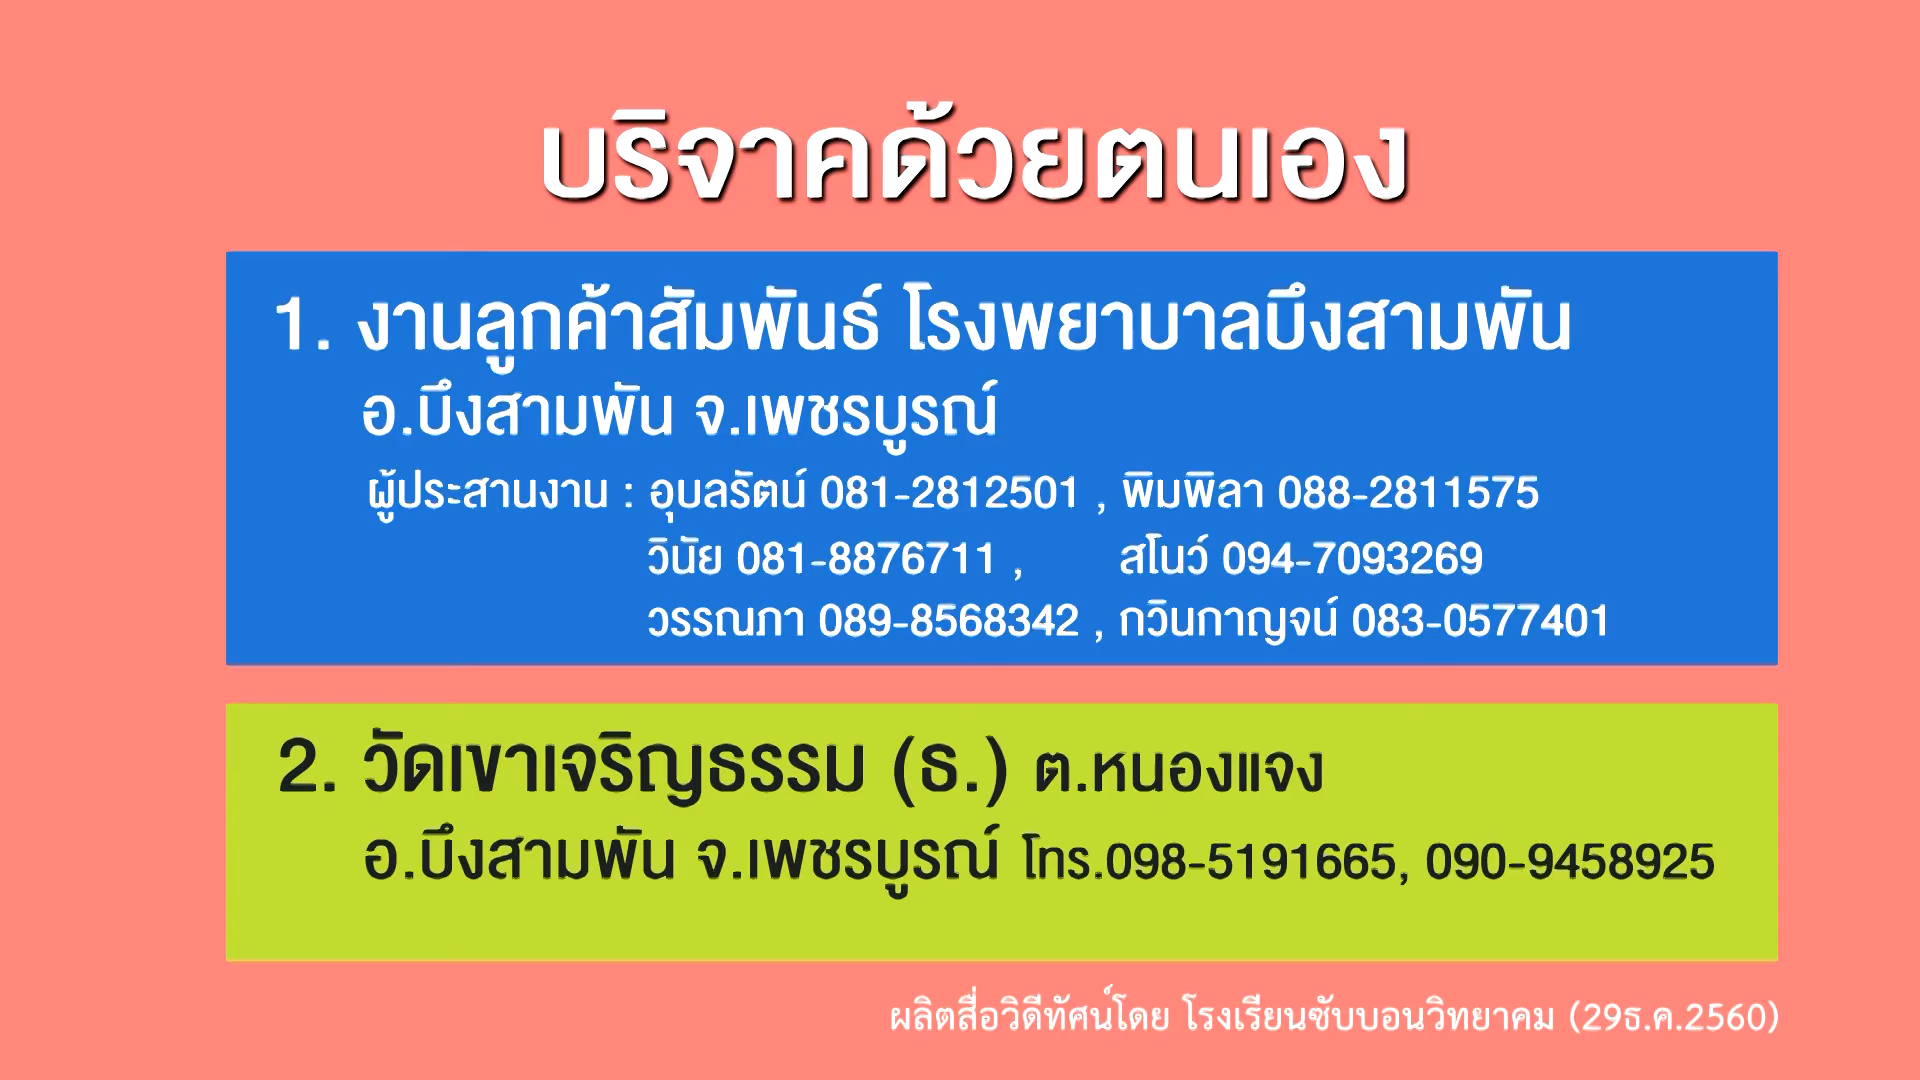 บริจาคด้วยตนเอง
1. งานลูกค้าสัมพันธ์ โรงพยาบาลบึงสามพัน
อ.บึงสามพัน จ.เพชรบูรณ์
ผู้ประสานงาน : อุบลรัตน์ 081-2812501 , พิมพิลา 088-2811575
วินัย 081-8876711 , สโนว์ 094-7093269
วรรณภา 089-8568342 , กวินกาญจน์ 083-0577401
2. วัดเขาเจริญธรรม (ธ.) ต.หนองแจง
อ.บึงสามพัน จ.เพชรบูรณ์ โทร.098-5191665, 090-9458925
ผลิตสื่อวิดีทัศน์โดย โรงเรียนซับบอนวิทยาคม (29ธ.ค.2560)